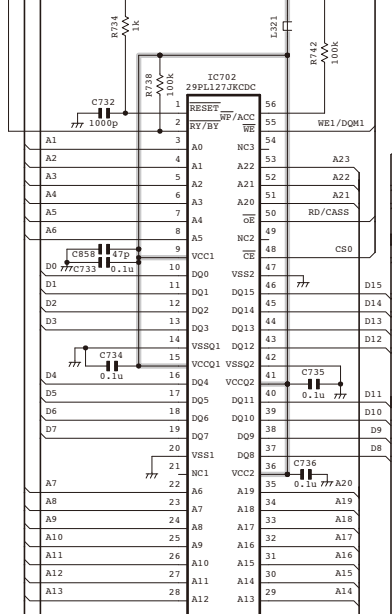 R734
1k
L321
R742
100k
R738
100k
IC702
29PL127JKCDC
C732
1000p
1 RESET WP/ACC 56
2 RY/BY WE 55 WE1/DQM1
A1 3 A0 NC3 54
A2 4 A1 A22 53 A23
A3 5 A2 A21 52 A22
A4 6 A3 A20 51 A21
A5 7 A4 OE 50 RD/CASS
A6 8 A5 NC2 49
C858 47p 9 VCC1 CE 48 CS0
D0 C733 0.1u 10 DQ0 VSS2 47
D1 11 DQ1 DQ15 46 D15
D2 12 DQ2 DQ14 45 D14
D3 13 DQ3 DQ13 44 D13
14 VSSQ1 DQ12 43 D12
C734 0.1u 15 VCCQ1 VSSQ2 42
D4 16 DQ4 VCCQ2 41 C735 0.1u
D5 17 DQ5 DQ11 40 D11
D6 18 DQ6 DQ10 39 D10
D7 19 DQ7 DQ9 38 D9
20 VSS1 DQ8 37 D8
21 NC1 VCC2 36 C736 0.1u
A7 22 A6 A19 35 A20
A8 23 A7 A18 34 A19
A9 24 A8 A17 33 A18
A10 25 A9 A16 32 A17
A11 26 A10 A15 31 A16
A12 27 A11 A14 30 A15
A13 28 A12 A13 29 A14